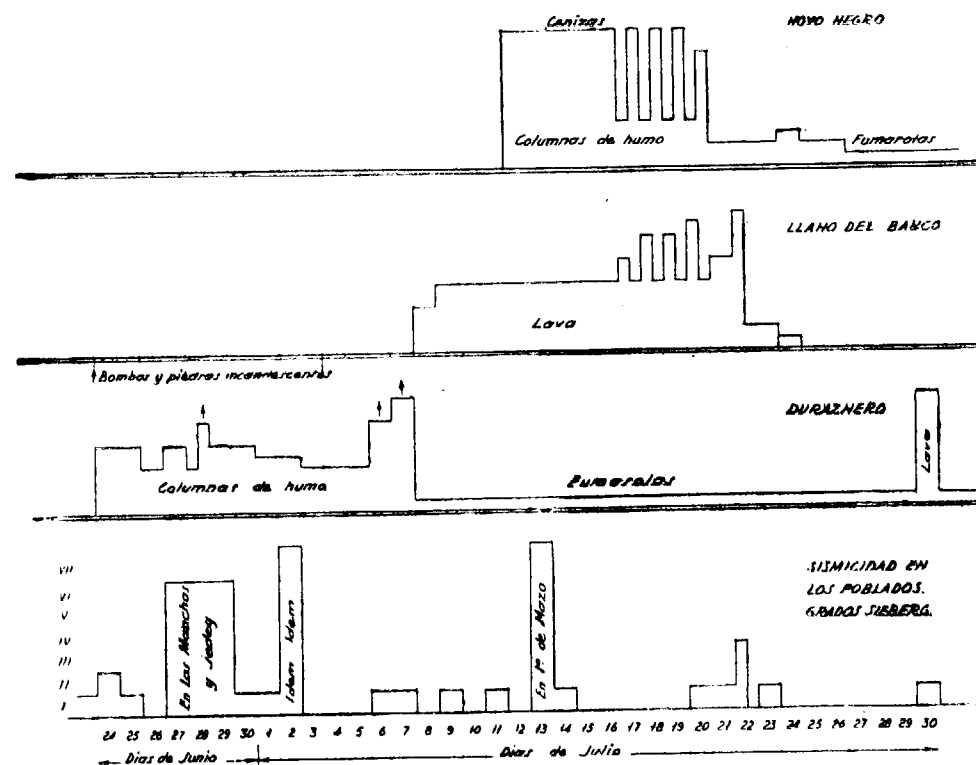 Cenizas
HOYO NEGRO
Columnas de humo
Fumarolas
LLANO DEL BANCO
Lava
Bombas y piedras incandescentes
DURAZNERO
Columnas de humo
Fumarolas
Lava
SISMICIDAD EN
LOS POBLADOS.
GRADOS SIEBERG.
VII
VI
V
IV
III
II
I
En Las Manchas
y Jedey
Idem Idem
En Pº. de Mazo
24 25 26 27 28 29 30 1 2 3 4 5 6 7 8 9 10 11 12 13 14 15 16 17 18 19 20 21 22 23 24 25 26 27 28 29 30
Dias de Junio
Dias de Julio